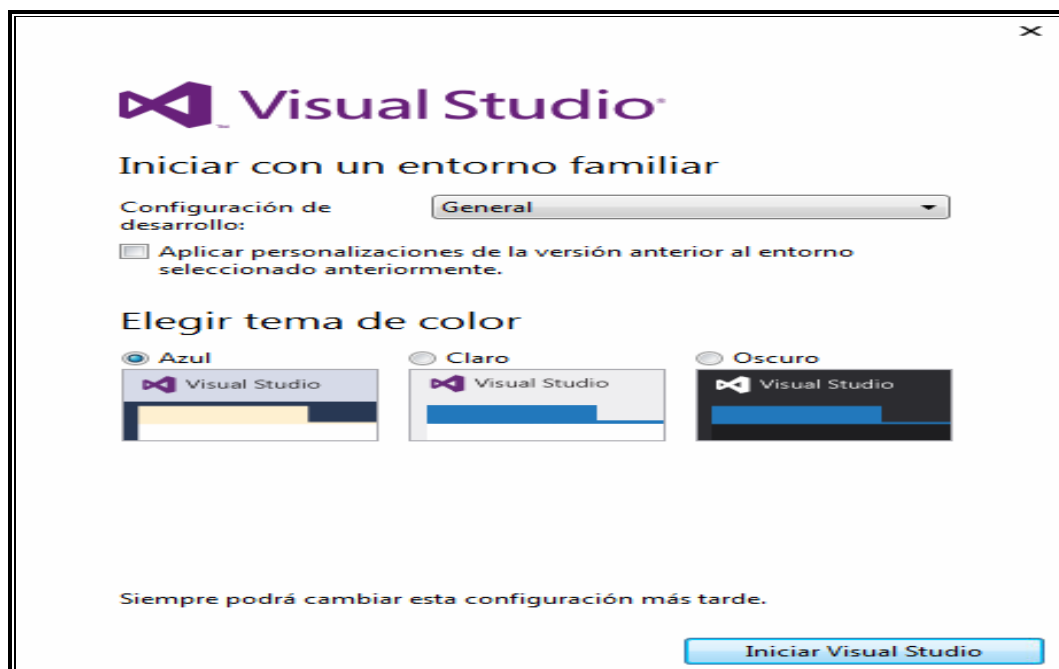 Visual Studio
Iniciar con un entorno familiar
Configuración de
desarrollo:
General
Aplicar personalizaciones de la versión anterior al entorno
seleccionado anteriormente.
Elegir tema de color
Azul
Claro
Oscuro
Visual Studio
Visual Studio
Visual Studio
Siempre podrá cambiar esta configuración más tarde.
Iniciar Visual Studio